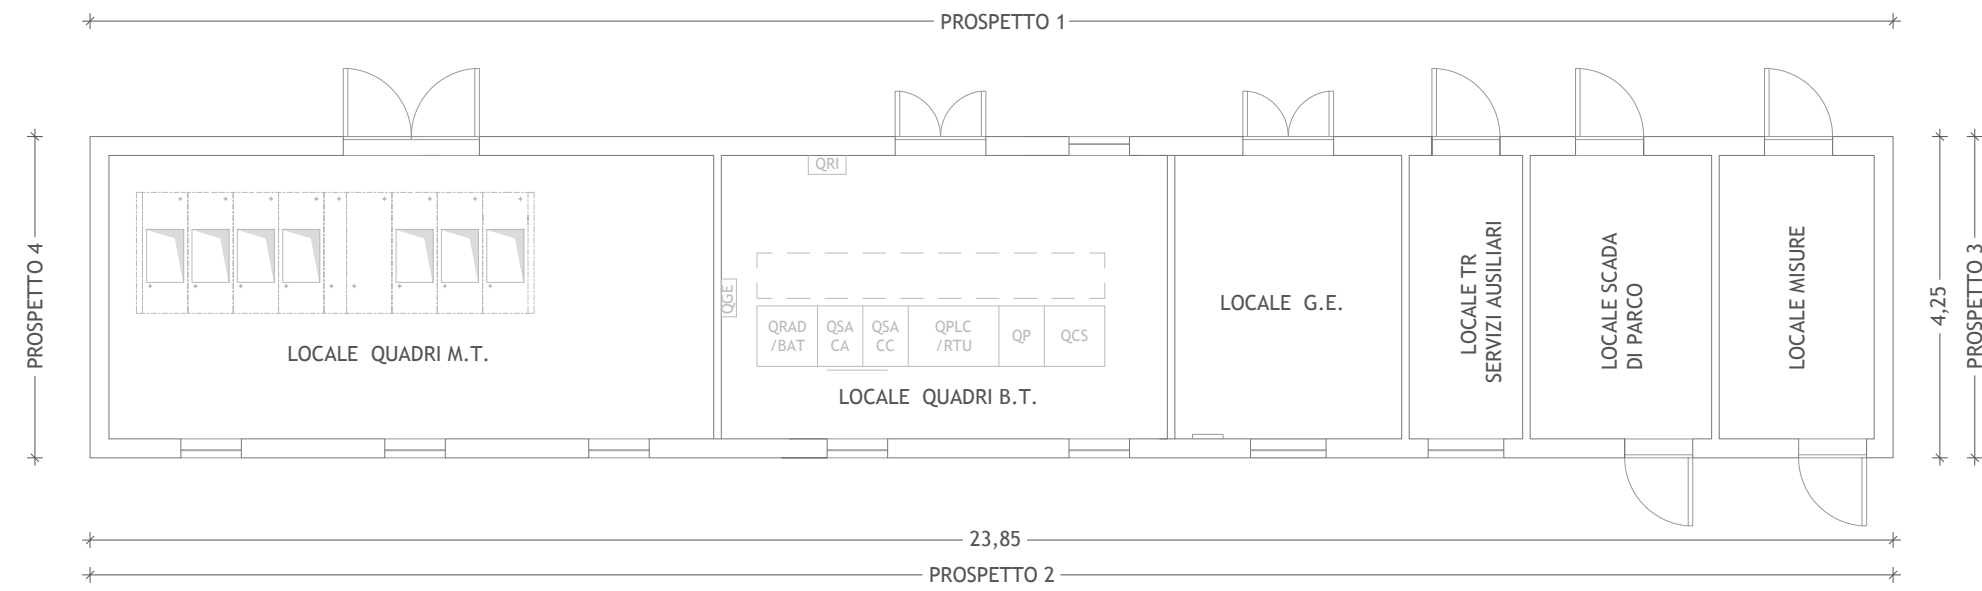 PROSPETTO 1
PROSPETTO 4
QRI
QGE
QRAD
/BAT
QSA
CA
QSA
CC
QPLC
/RTU
QP
QCS
LOCALE QUADRI M.T.
LOCALE QUADRI B.T.
LOCALE G.E.
LOCALE TR
SERVIZI AUSILIARI
LOCALE SCADA
DI PARCO
LOCALE MISURE
4,25
PROSPETTO 3
23,85
PROSPETTO 2